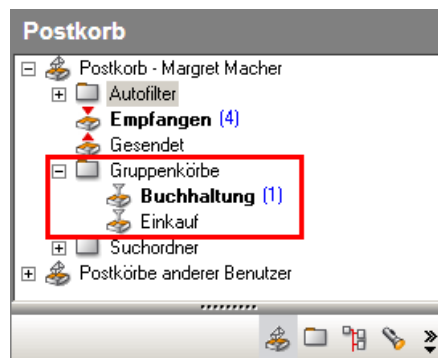 Postkorb
Postkorb - Margret Macher
Autofilter
Empfangen (4)
Gesendet
Gruppenkörbe
Buchhaltung (1)
Einkauf
Suchordner
Postkörbe anderer Benutzer